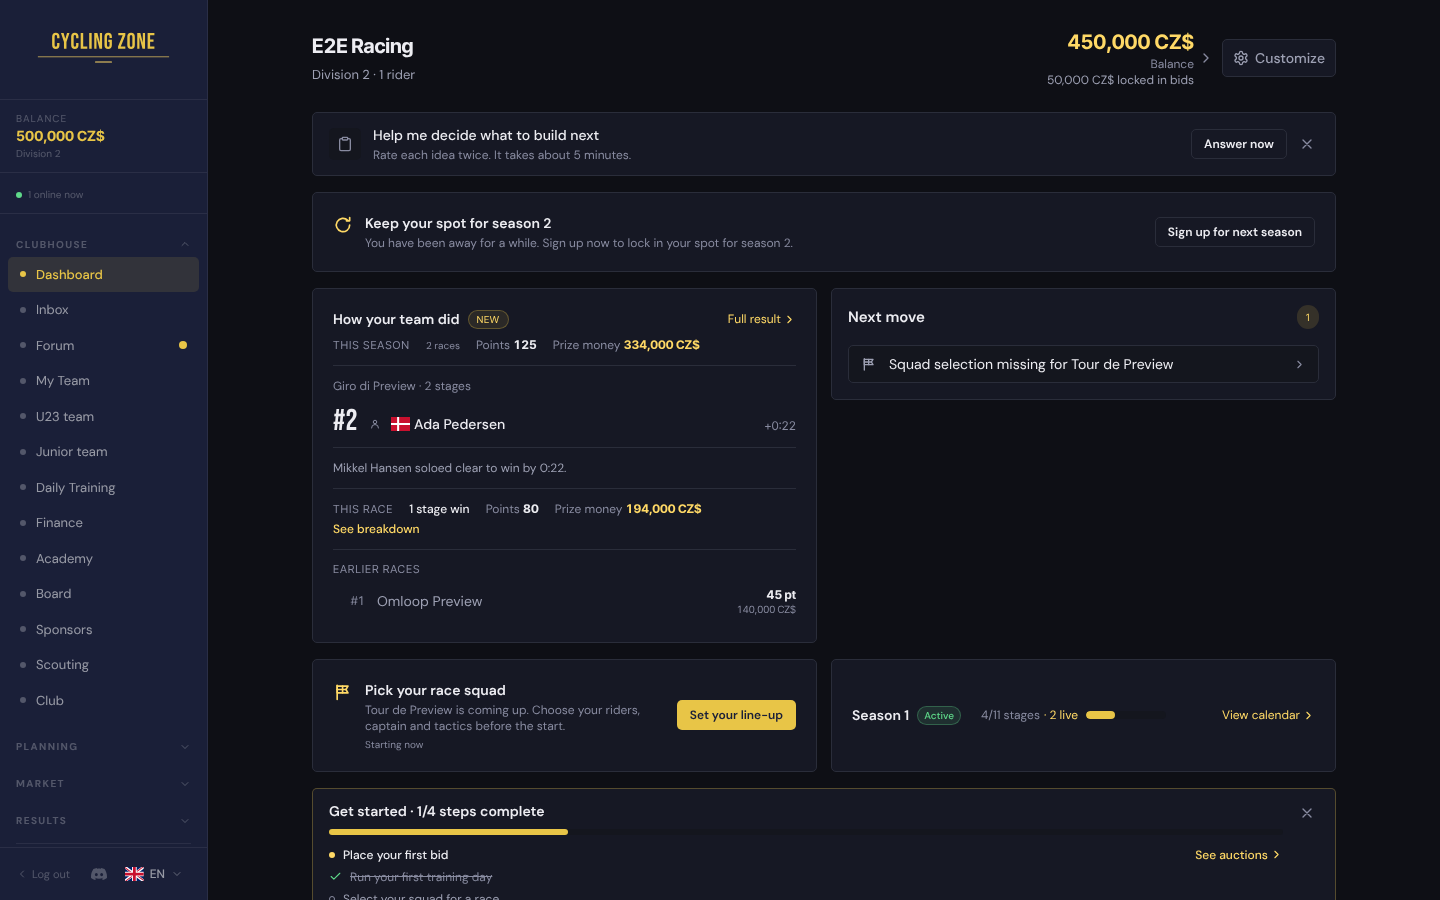 CYCLING ZONE
BALANCE
500,000 CZ$
Division 2
1 online now
CLUBHOUSE
Dashboard
Inbox
Forum
My Team
U23 team
Junior team
Daily Training
Finance
Academy
Board
Sponsors
Scouting
Club
PLANNING
MARKET
RESULTS
Log out
EN
E2E Racing
Division 2 · 1 rider
450,000 CZ$
Balance
50,000 CZ$ locked in bids
Customize
Help me decide what to build next
Rate each idea twice. It takes about 5 minutes.
Answer now
Keep your spot for season 2
You have been away for a while. Sign up now to lock in your spot for season 2.
Sign up for next season
How your team did NEW Full result
THIS SEASON 2 races Points 125 Prize money 334,000 CZ$
Giro di Preview · 2 stages
#2 Ada Pedersen +0:22
Mikkel Hansen soloed clear to win by 0:22.
THIS RACE 1 stage win Points 80 Prize money 194,000 CZ$
See breakdown
EARLIER RACES
#1 Omloop Preview 45 pt
140,000 CZ$
Next move 1
Squad selection missing for Tour de Preview
Pick your race squad
Tour de Preview is coming up. Choose your riders,
captain and tactics before the start.
Starting now
Set your line-up
Season 1 Active 4/11 stages · 2 live View calendar
Get started · 1/4 steps complete
Place your first bid See auctions
Run your first training day
Select your squad for a race